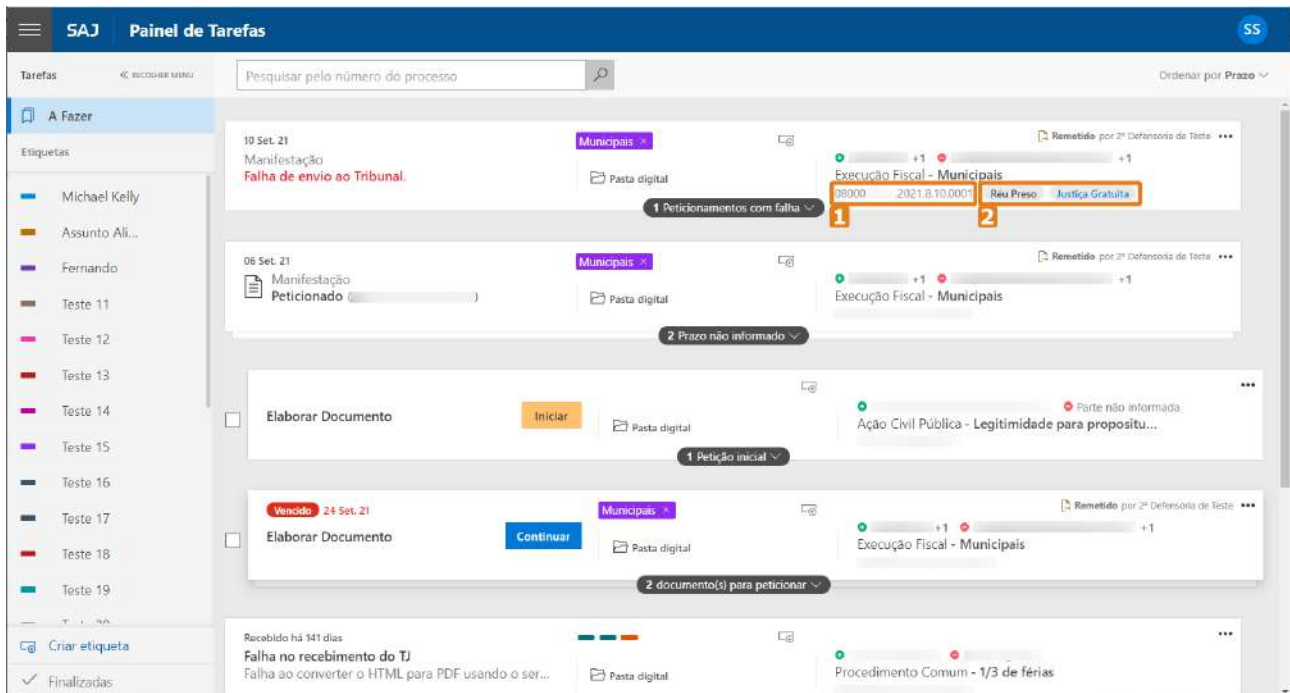 SAJ Painel de Tarefas SS
Tarefas « RECOLHER MENU
Pesquisar pelo número do processo
Ordenar por Prazo
A Fazer
Etiquetas
Michael Kelly
Assunto Ali...
Fernando
Teste 11
Teste 12
Teste 13
Teste 14
Teste 15
Teste 16
Teste 17
Teste 18
Teste 19
Criar etiqueta
Finalizadas
10 Set. 21 Municipais × Remetido por 2ª Defensoria de Teste •••
Manifestação +1 +1
Falha de envio ao Tribunal. Pasta digital Execução Fiscal - Municipais
08000 2021.8.10.0001 Réu Preso Justiça Gratuita
1 2
1 Peticionamentos com falha
06 Set. 21 Municipais × Remetido por 2ª Defensoria de Teste •••
Manifestação +1 +1
Peticionado ( ) Pasta digital Execução Fiscal - Municipais
2 Prazo não informado
•••
Elaborar Documento Iniciar Pasta digital Parte não informada
Ação Civil Pública - Legitimidade para propositu...
1 Petição inicial
Vencido 24 Set. 21 Municipais × Remetido por 2ª Defensoria de Teste •••
Elaborar Documento Continuar Pasta digital +1 +1
Execução Fiscal - Municipais
2 documento(s) para peticionar
Recebido há 141 dias •••
Falha no recebimento do TJ
Falha ao converter o HTML para PDF usando o ser... Pasta digital Procedimento Comum - 1/3 de férias